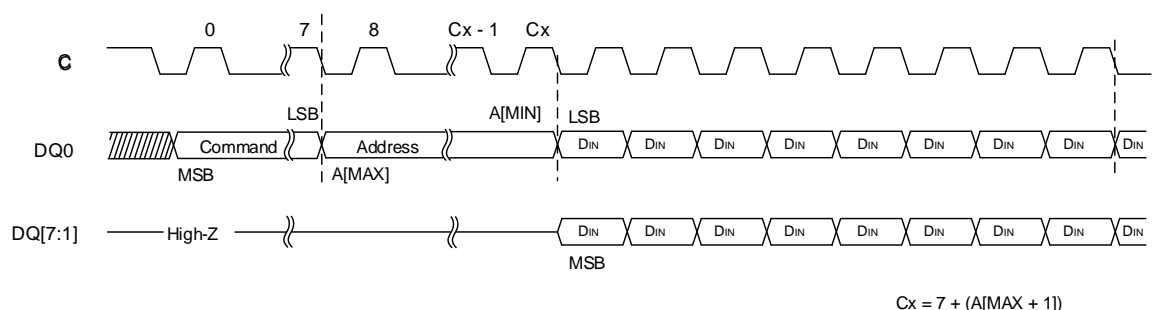 0 7 8 Cx - 1 Cx
C
LSB A[MIN] LSB
DQ0 Command Address DIN DIN DIN DIN DIN DIN DIN DIN DIN
MSB A[MAX]
DQ[7:1] High-Z DIN DIN DIN DIN DIN DIN DIN DIN DIN
MSB
Cx = 7 + (A[MAX + 1])